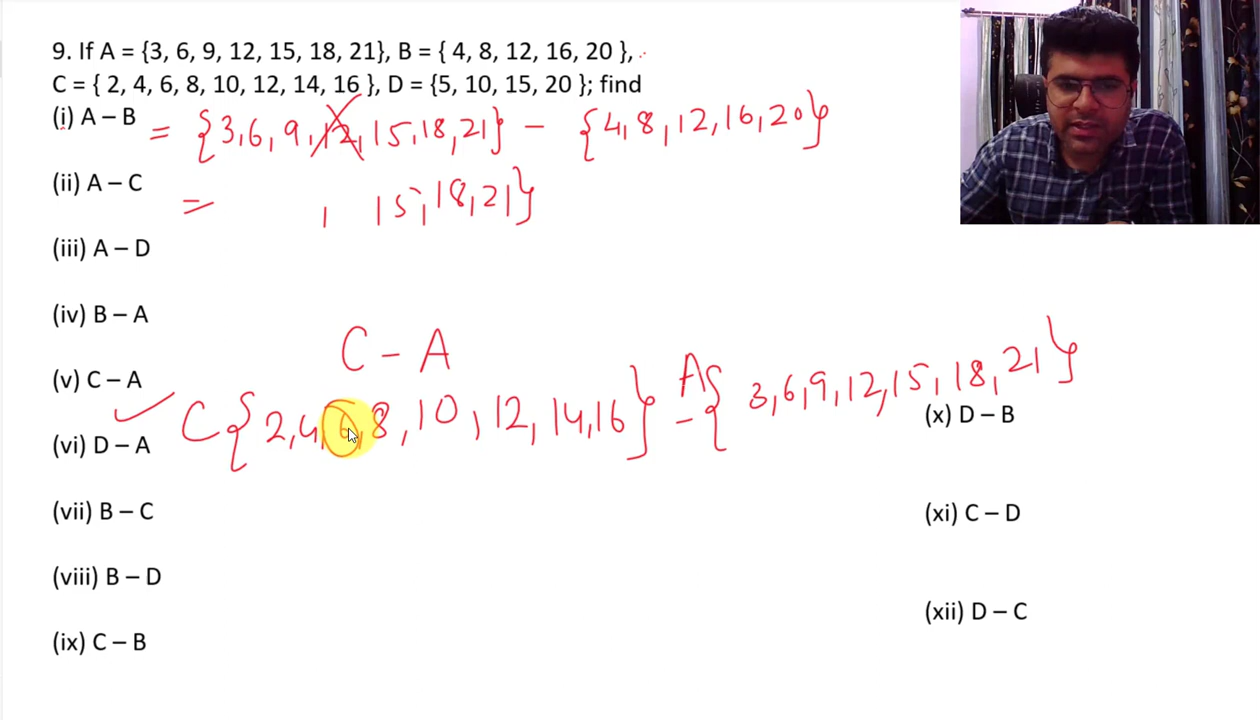 9. If A = {3, 6, 9, 12, 15, 18, 21}, B = { 4, 8, 12, 16, 20 },
C = { 2, 4, 6, 8, 10, 12, 14, 16 }, D = {5, 10, 15, 20 }; find
(i) A – B = {3, 6, 9, 12, 15, 18, 21} – {4, 8, 12, 16, 20}
(ii) A – C
= , 15, 18, 21}
(iii) A – D
(iv) B – A
C – A
(v) C – A
C {2, 4, 6, 8, 10, 12, 14, 16} – A{ 3, 6, 9, 12, 15, 18, 21}
(vi) D – A
(vii) B – C
(viii) B – D
(ix) C – B
(x) D – B
(xi) C – D
(xii) D – C